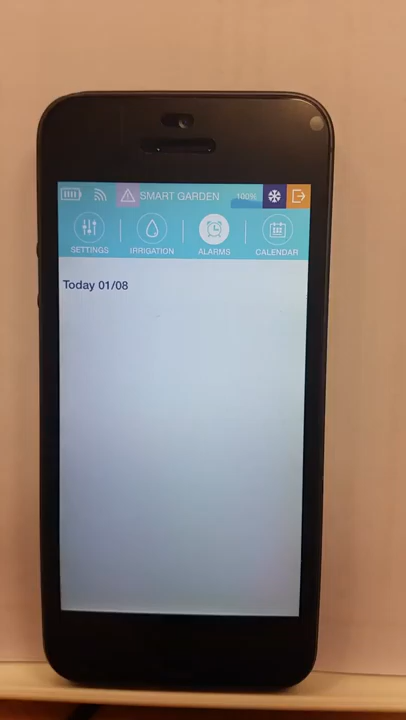 SMART GARDEN 100%
SETTINGS IRRIGATION ALARMS CALENDAR
Today 01/08